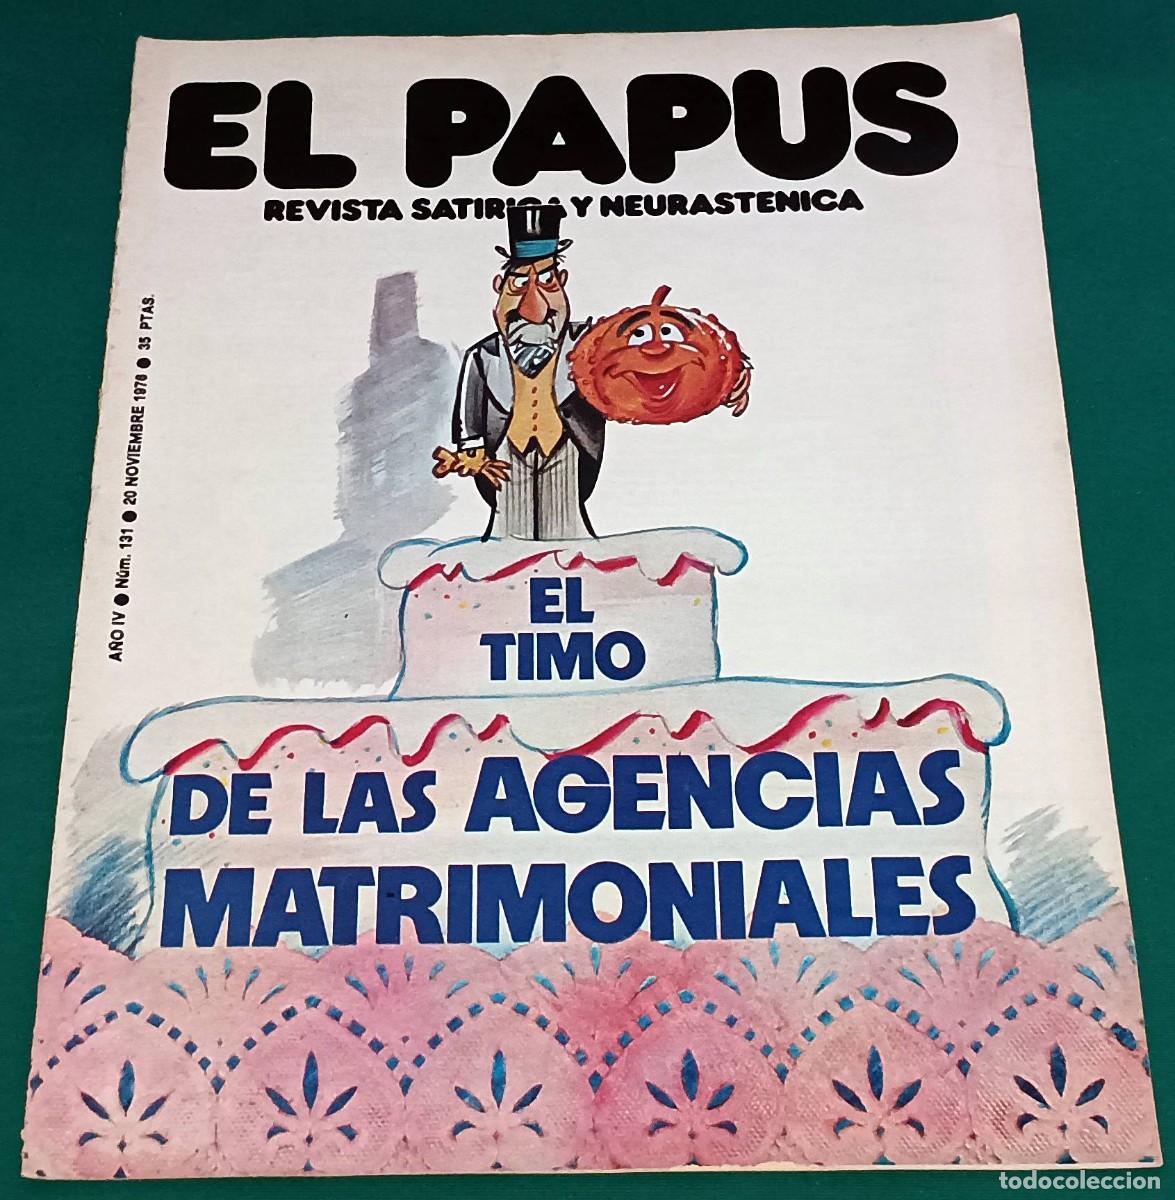 EL PAPUS
REVISTA SATIRICA Y NEURASTENICA
AÑO IV ● Núm. 131 ● 20 NOVIEMBRE 1976 ● 35 PTAS.
EL
TIMO
DE LAS AGENCIAS
MATRIMONIALES
todocoleccion